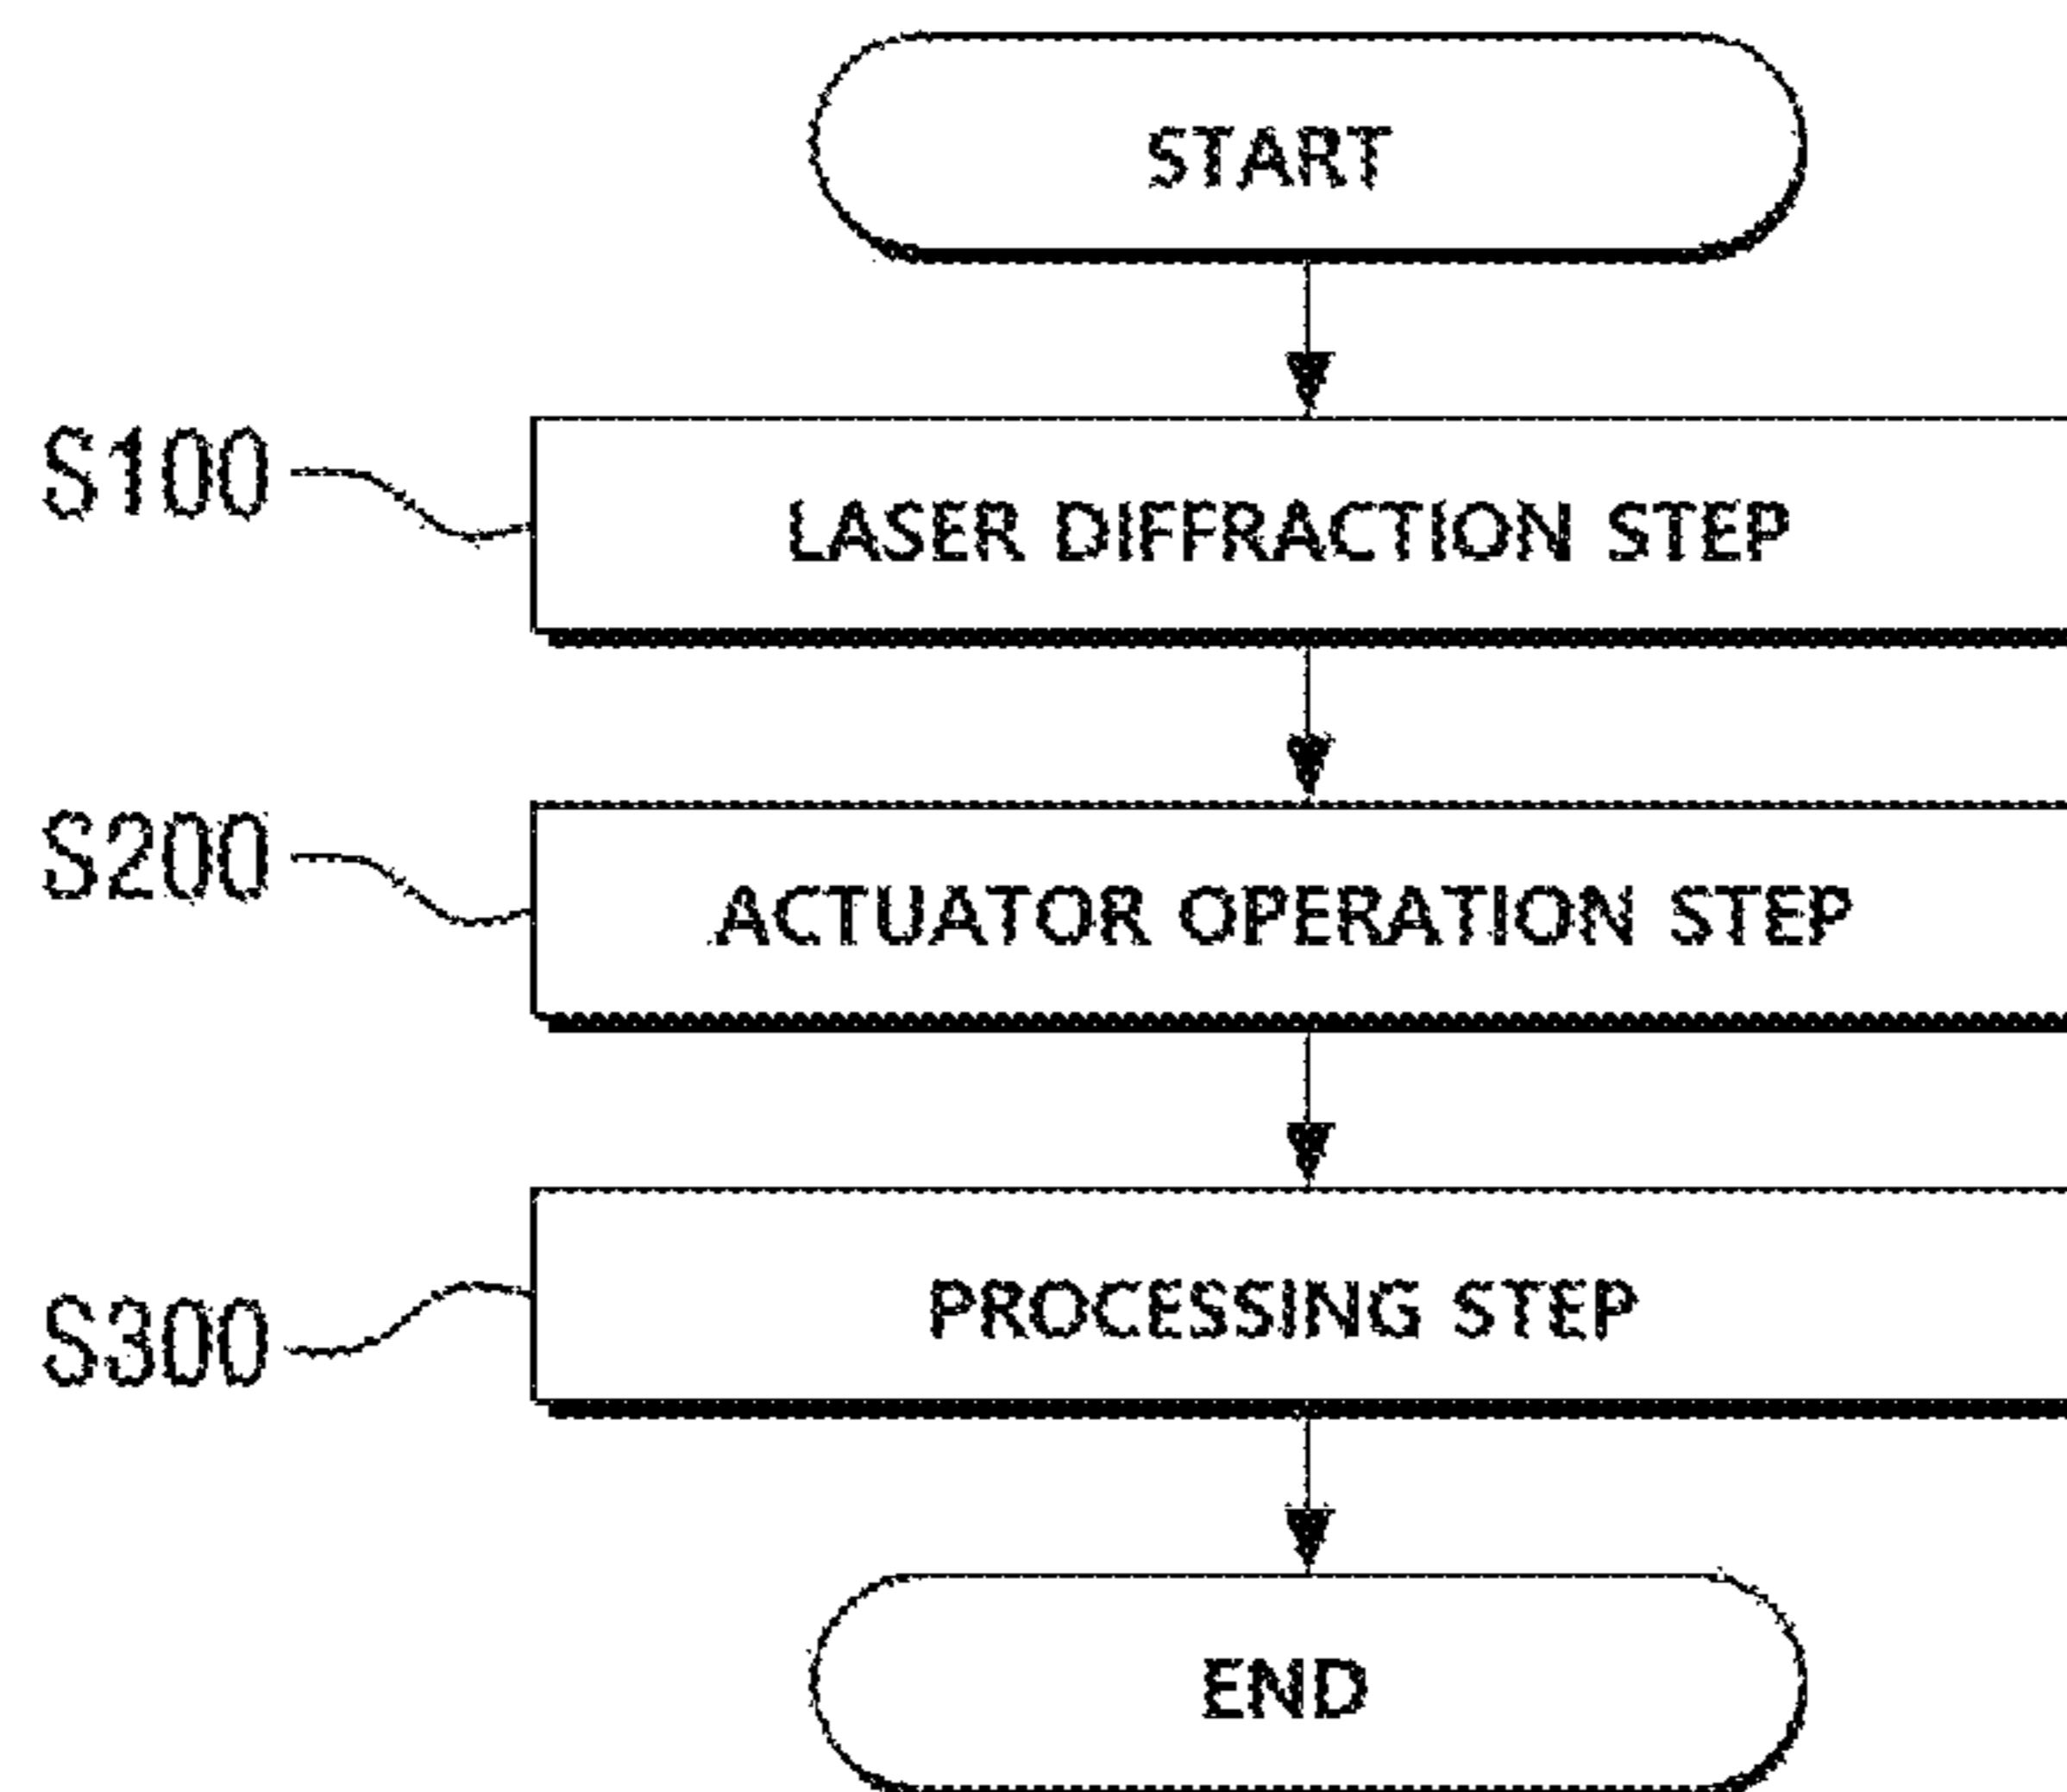 START
S100
LASER DIFFRACTION STEP
S200
ACTUATOR OPERATION STEP
S300
PROCESSING STEP
END